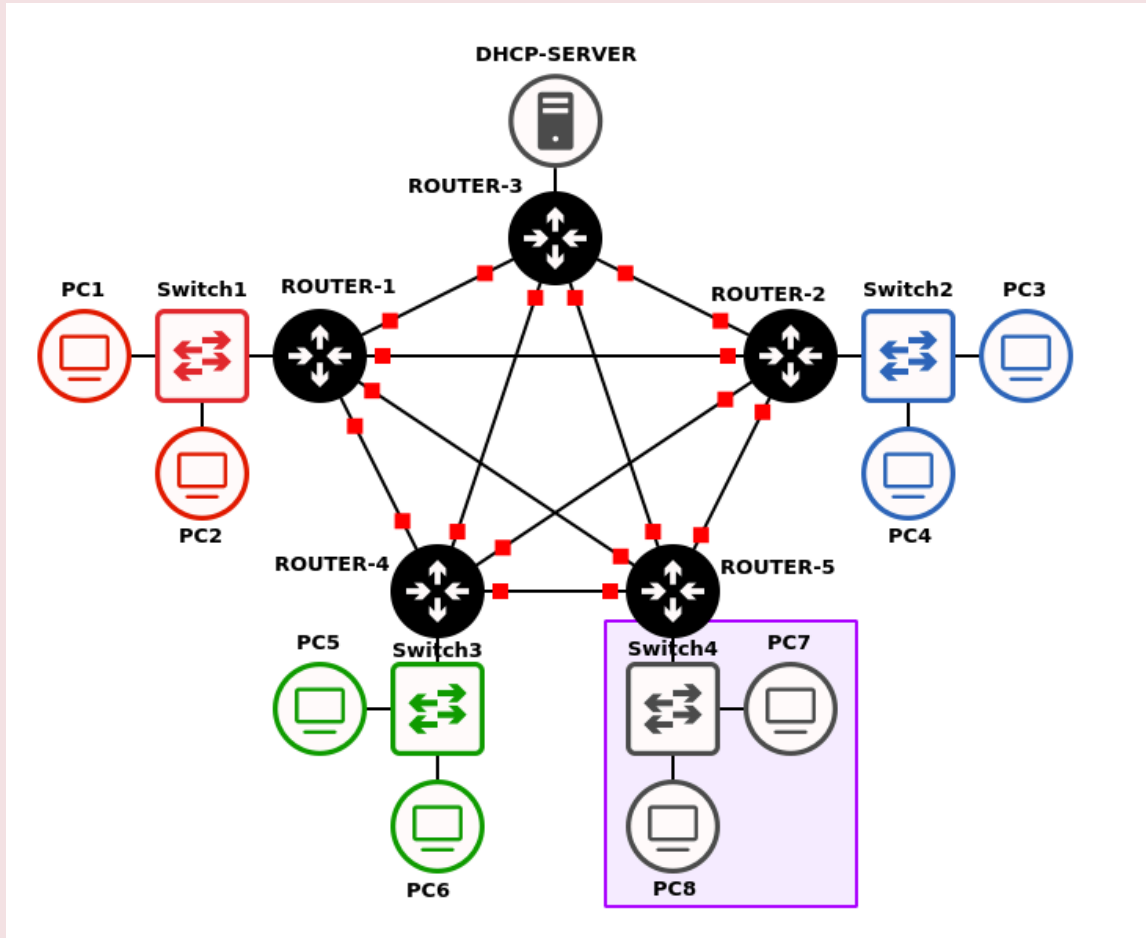 DHCP-SERVER
ROUTER-3
PC1
Switch1
ROUTER-1
ROUTER-2
Switch2
PC3
PC2
PC4
ROUTER-4
ROUTER-5
PC5
Switch3
Switch4
PC7
PC6
PC8